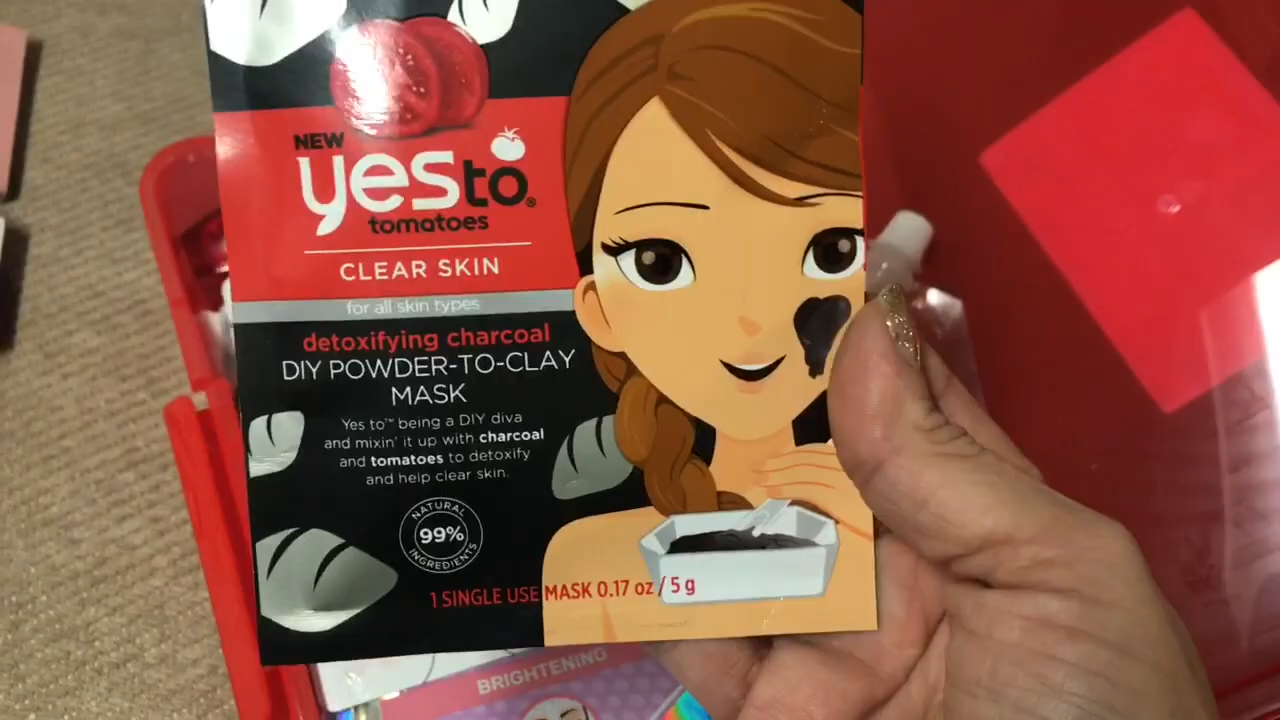 NEW
yesto®
tomatoes
CLEAR SKIN
for all skin types
detoxifying charcoal
DIY POWDER-TO-CLAY
MASK
Yes to™ being a DIY diva
and mixin' it up with charcoal
and tomatoes to detoxify
and help clear skin.
NATURAL
99%
INGREDIENTS
1 SINGLE USE MASK 0.17 oz / 5 g
BRIGHTENING